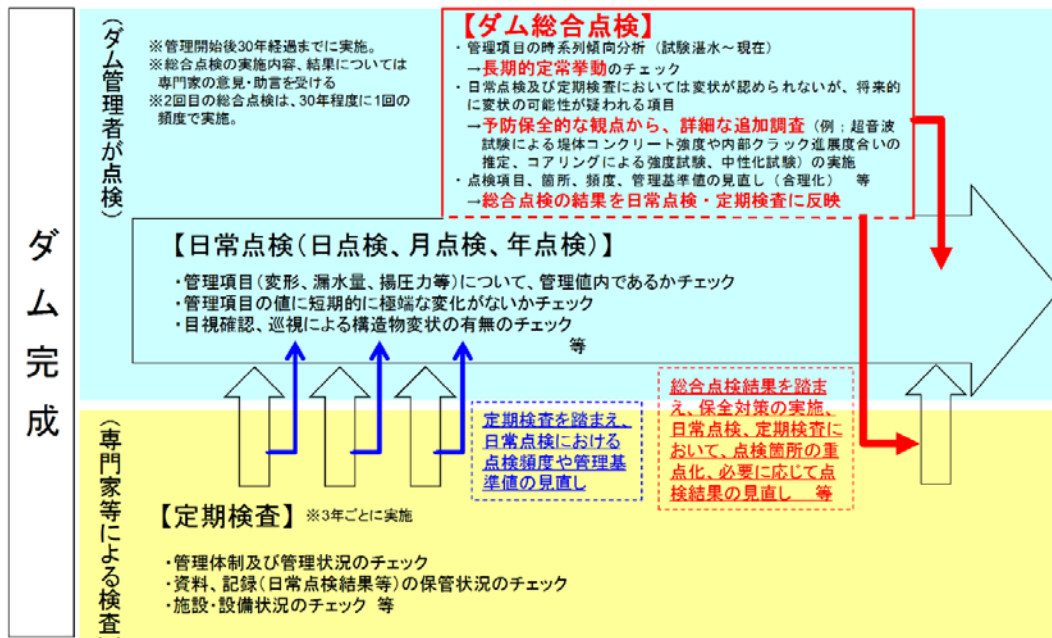 ダム完成
(ダム管理者が点検)
※管理開始後30年経過までに実施。
※総合点検の実施内容、結果については
専門家の意見・助言を受ける
※2回目の総合点検は、30年程度に1回の
頻度で実施。
【ダム総合点検】
・管理項目の時系列傾向分析（試験湛水～現在）
→長期的定常挙動のチェック
・日常点検及び定期検査においては変状が認められないが、将来的
に変状の可能性が疑われる項目
→予防保全的な観点から、詳細な追加調査（例；超音波
試験による堤体コンクリート強度や内部クラック進展度合いの
推定、コアリングによる強度試験、中性化試験）の実施
・点検項目、箇所、頻度、管理基準値の見直し（合理化） 等
→総合点検の結果を日常点検・定期検査に反映
【日常点検(日点検、月点検、年点検)】
・管理項目(変形、漏水量、揚圧力等)について、管理値内であるかチェック
・管理項目の値に短期的に極端な変化がないかチェック
・目視確認、巡視による構造物変状の有無のチェック
等
定期検査を踏まえ、
日常点検における
点検頻度や管理基
準値の見直し
総合点検結果を踏ま
え、保全対策の実施、
日常点検、定期検査に
おいて、点検箇所の重
点化、必要に応じて点
検結果の見直し 等
(専門家等による検査
【定期検査】 ※3年ごとに実施
・管理体制及び管理状況のチェック
・資料、記録(日常点検結果等)の保管状況のチェック
・施設・設備状況のチェック 等